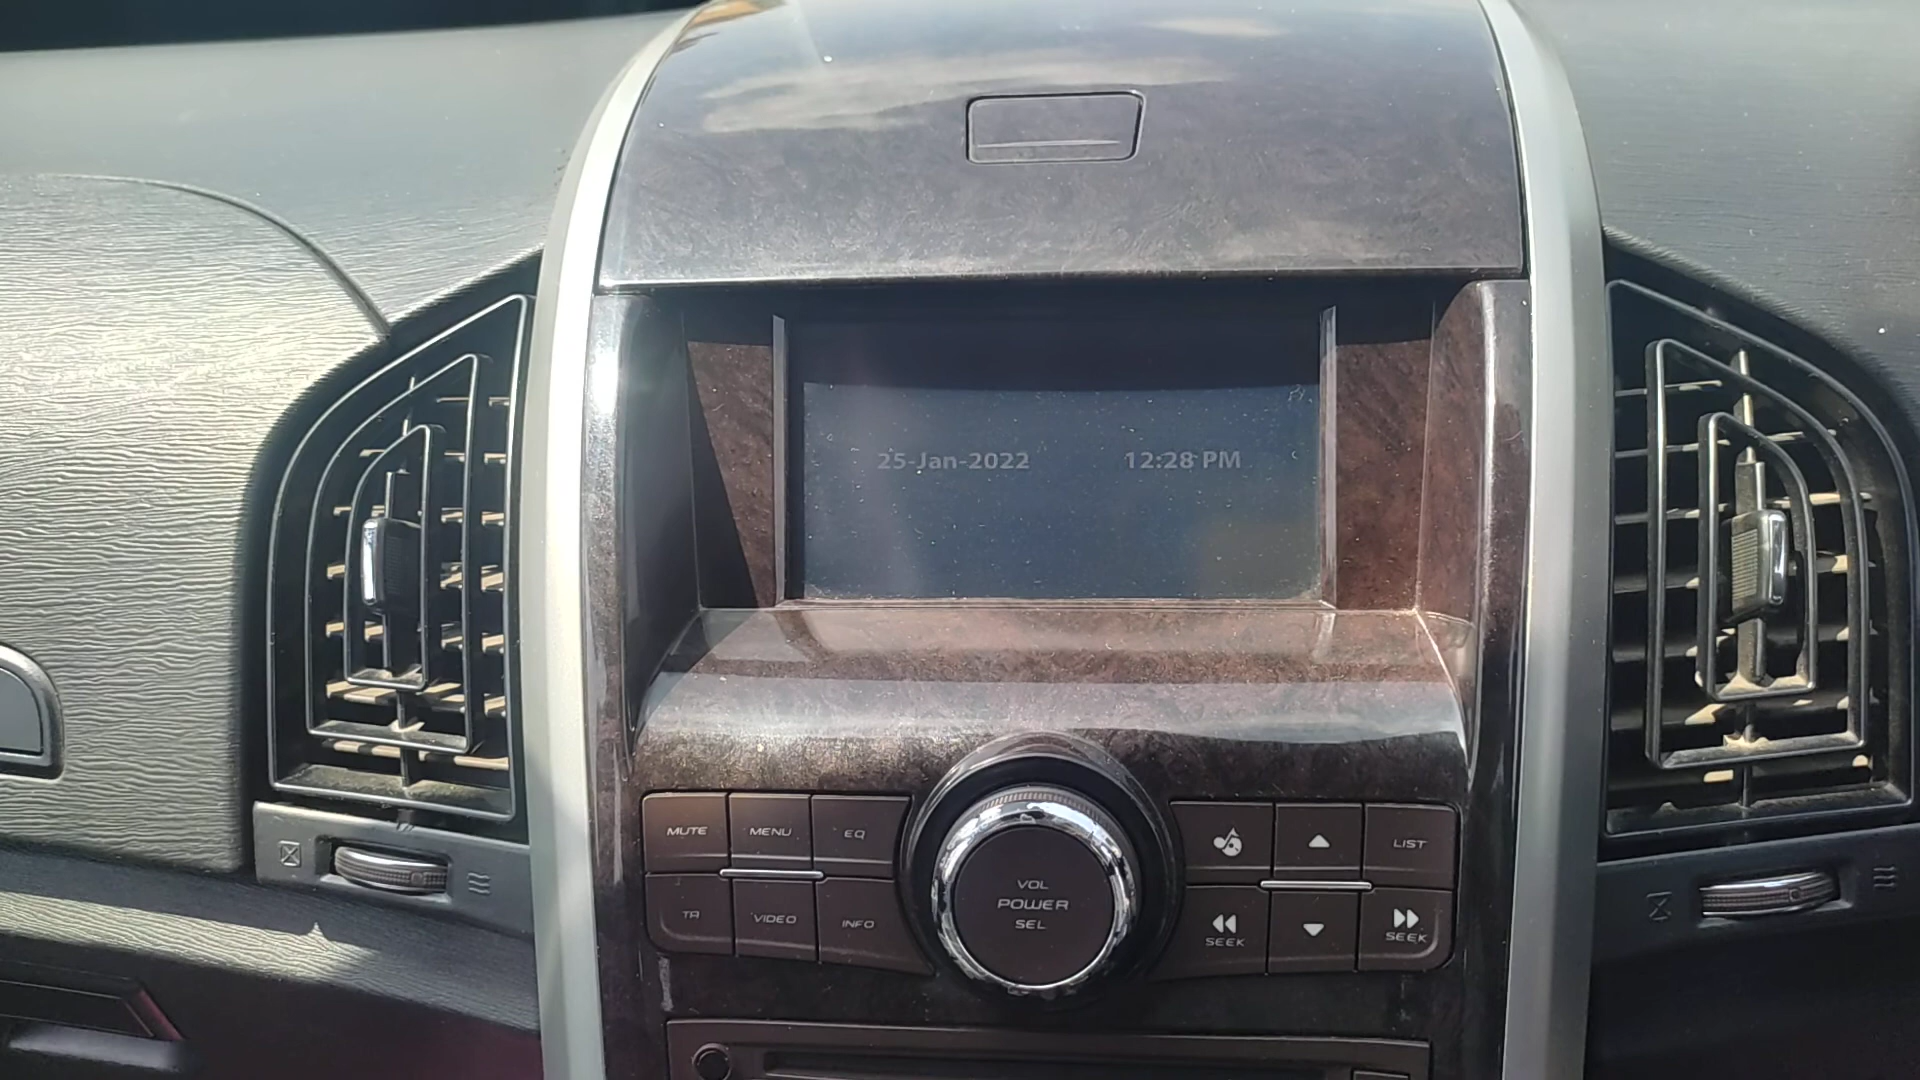 25-Jan-2022 12:28 PM
MUTE MENU EQ
LIST
TA VIDEO INFO
VOL
POWER
SEL
SEEK SEEK